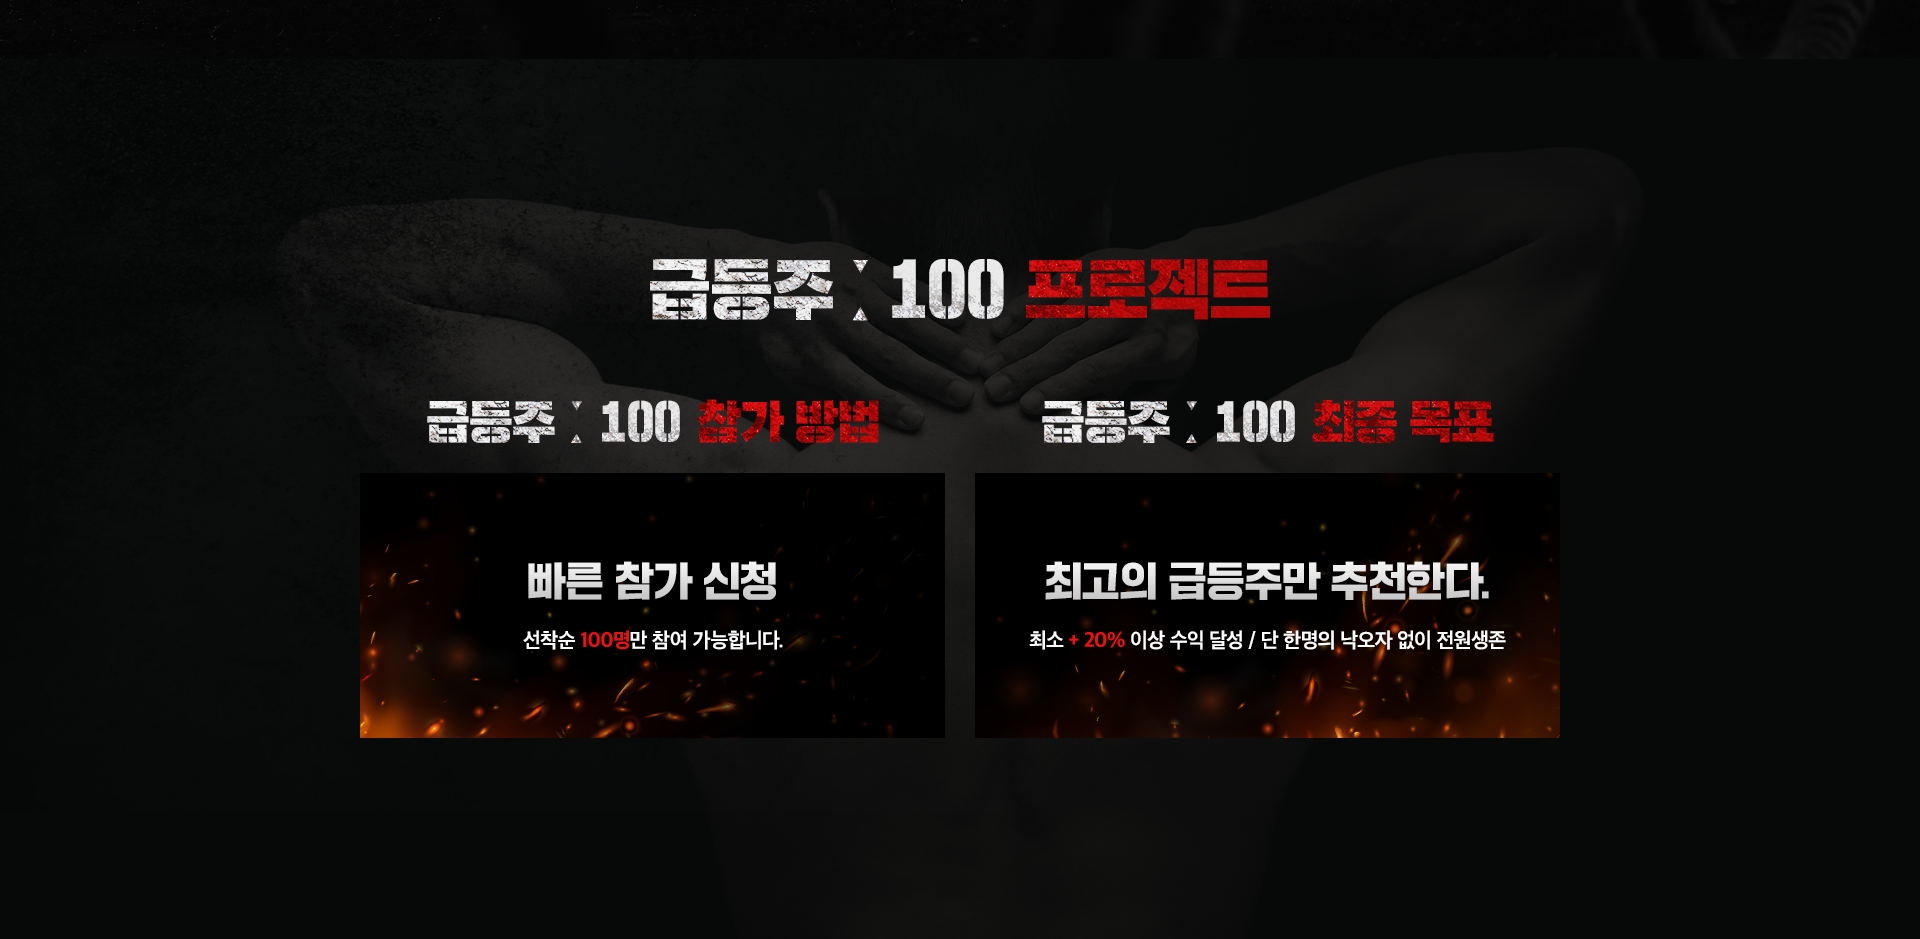 급등주 : 100 프로젝트
급등주 : 100 참가 방법
빠른 참가 신청
선착순 100명만 참여 가능합니다.
급등주 : 100 최종 목표
최고의 급등주만 추천한다.
최소 + 20% 이상 수익 달성 / 단 한명의 낙오자 없이 전원생존